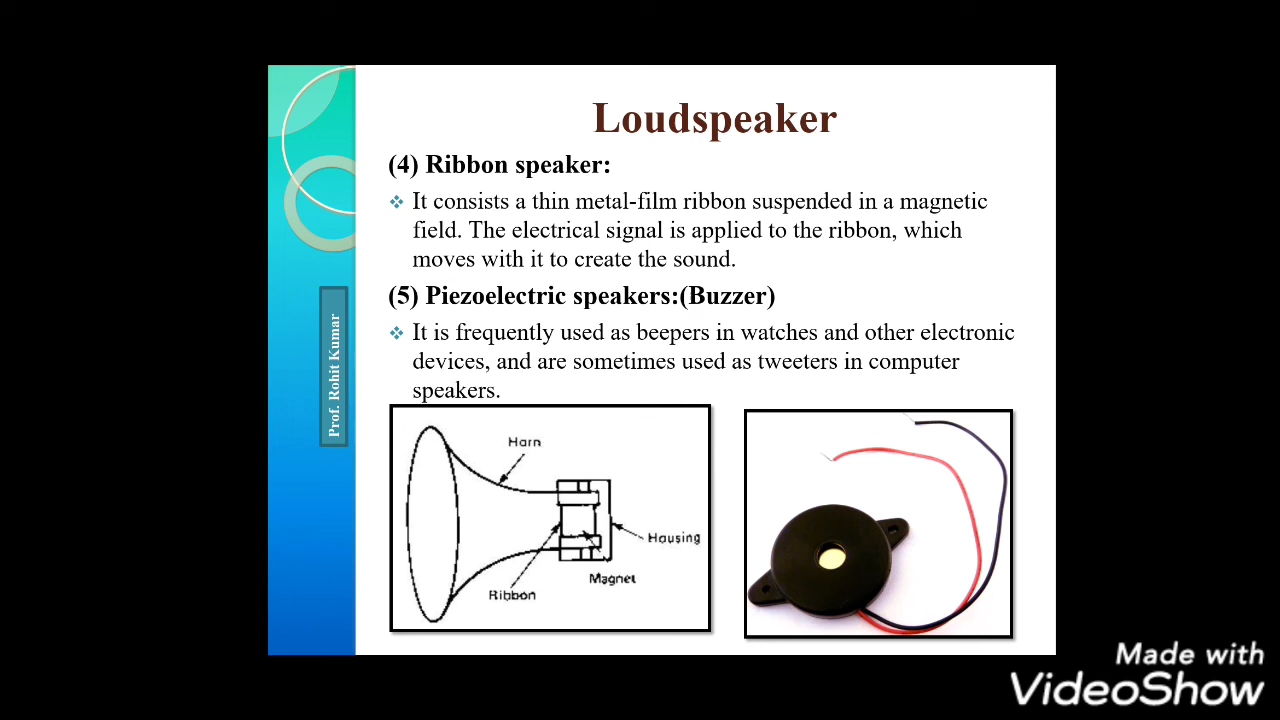 Loudspeaker
(4) Ribbon speaker:
It consists a thin metal-film ribbon suspended in a magnetic
field. The electrical signal is applied to the ribbon, which
moves with it to create the sound.
(5) Piezoelectric speakers:(Buzzer)
It is frequently used as beepers in watches and other electronic
devices, and are sometimes used as tweeters in computer
speakers.
Prof. Rohit Kumar
Harn
Housing
Magnet
Ribbon
Made with
VideoShow